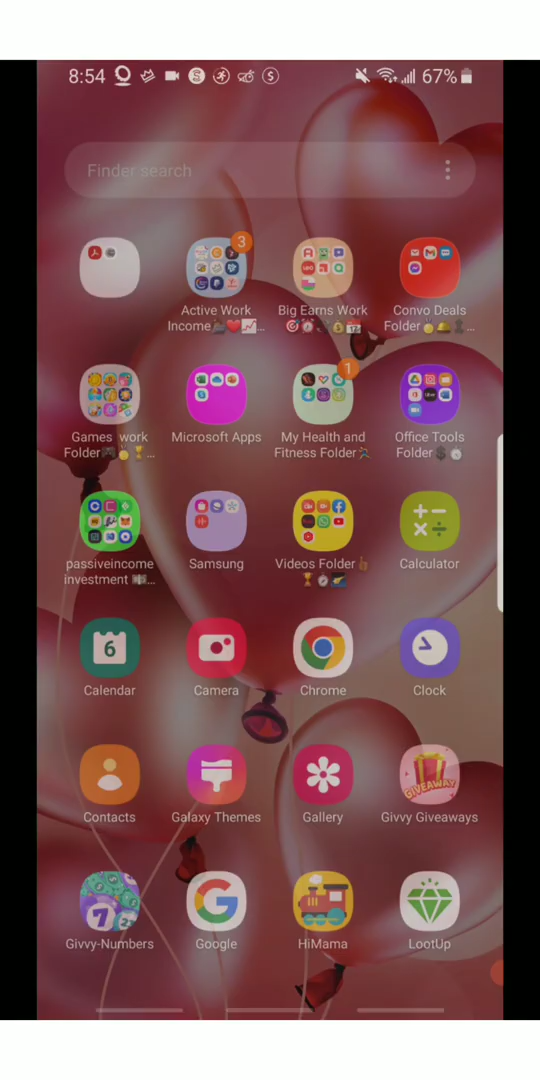 8:54
67%
Finder search
3
Active Work
Income...
Big Earns Work
Convo Deals
Folder...
1
Games work
Folder...
Microsoft Apps
My Health and
Fitness Folder
Office Tools
Folder
passiveincome
investment...
Samsung
Videos Folder
Calculator
6
Calendar
Camera
Chrome
Clock
GIVEAWAY
Contacts
Galaxy Themes
Gallery
Givvy Giveaways
7
Givvy-Numbers
Google
HiMama
LootUp